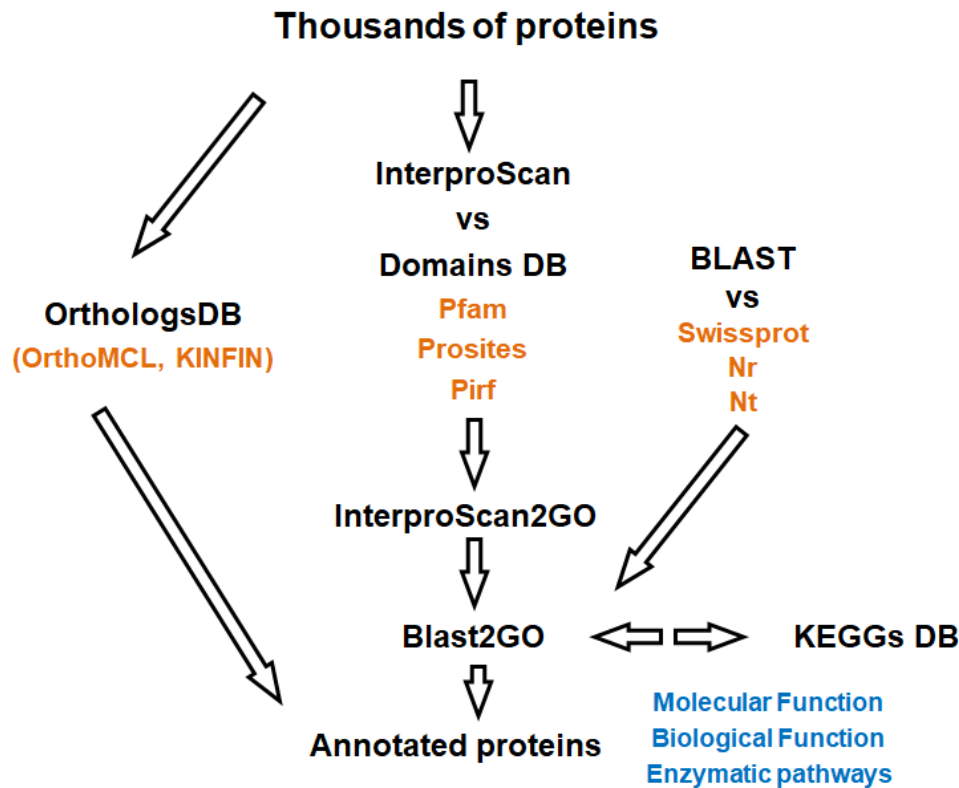 Thousands of proteins
OrthologsDB
(OrthoMCL, KINFIN)
InterproScan
vs
Domains DB
Pfam
Prosites
Pirf
BLAST
vs
Swissprot
Nr
Nt
InterproScan2GO
Blast2GO
KEGGs DB
Molecular Function
Biological Function
Enzymatic pathways
Annotated proteins